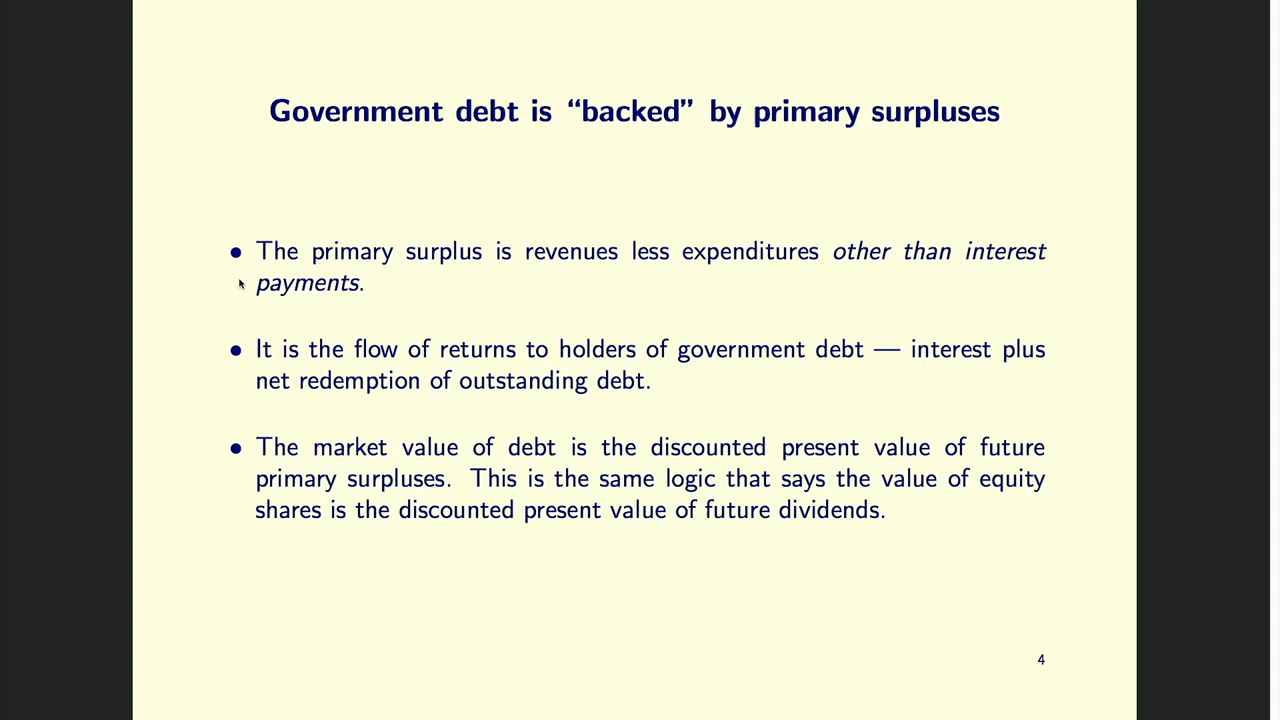 Government debt is “backed” by primary surpluses
• The primary surplus is revenues less expenditures other than interest
payments.
• It is the flow of returns to holders of government debt — interest plus
net redemption of outstanding debt.
• The market value of debt is the discounted present value of future
primary surpluses. This is the same logic that says the value of equity
shares is the discounted present value of future dividends.
4